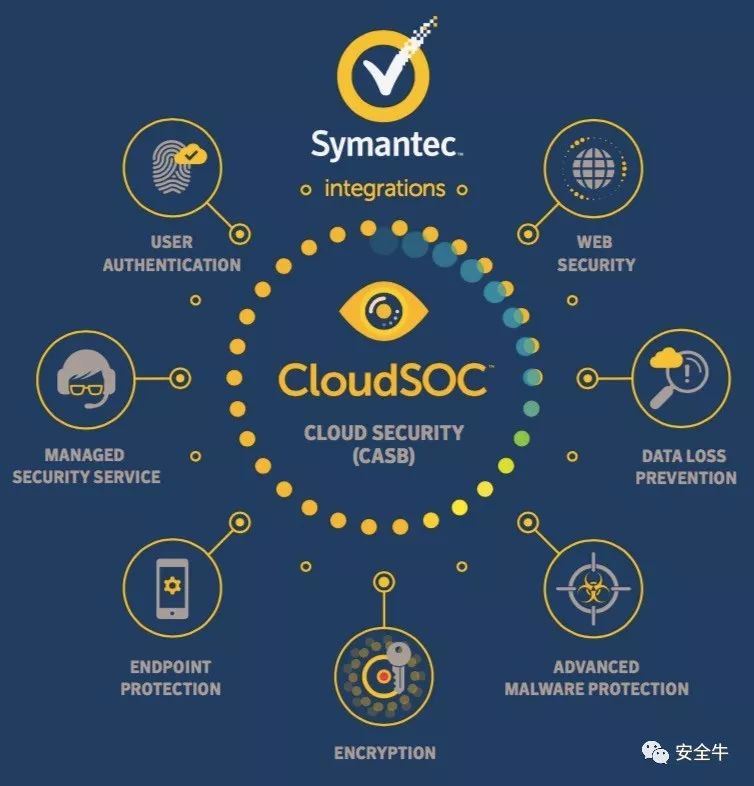 Symantec™
integrations
USER
AUTHENTICATION
WEB
SECURITY
CloudSOC™
CLOUD SECURITY
(CASB)
MANAGED
SECURITY SERVICE
DATA LOSS
PREVENTION
ENDPOINT
PROTECTION
ADVANCED
MALWARE PROTECTION
ENCRYPTION
安全牛